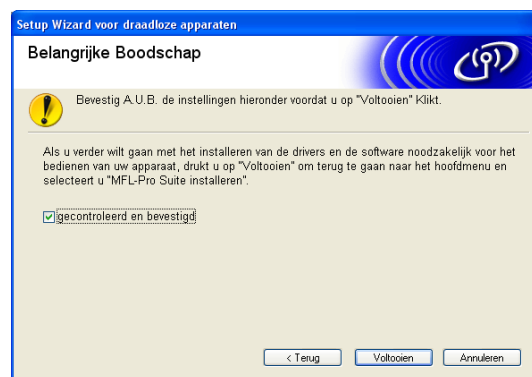 Setup Wizard voor draadloze apparaten
Belangrijke Boodschap
Bevestig A.U.B. de instellingen hieronder voordat u op "Voltooien" Klikt.
Als u verder wilt gaan met het installeren van de drivers en de software noodzakelijk voor het
bedienen van uw apparaat, drukt u op "Voltooien" om terug te gaan naar het hoofdmenu en
selecteert u "MFL-Pro Suite installeren".
gecontroleerd en bevestigd
< Terug
Voltooien
Annuleren